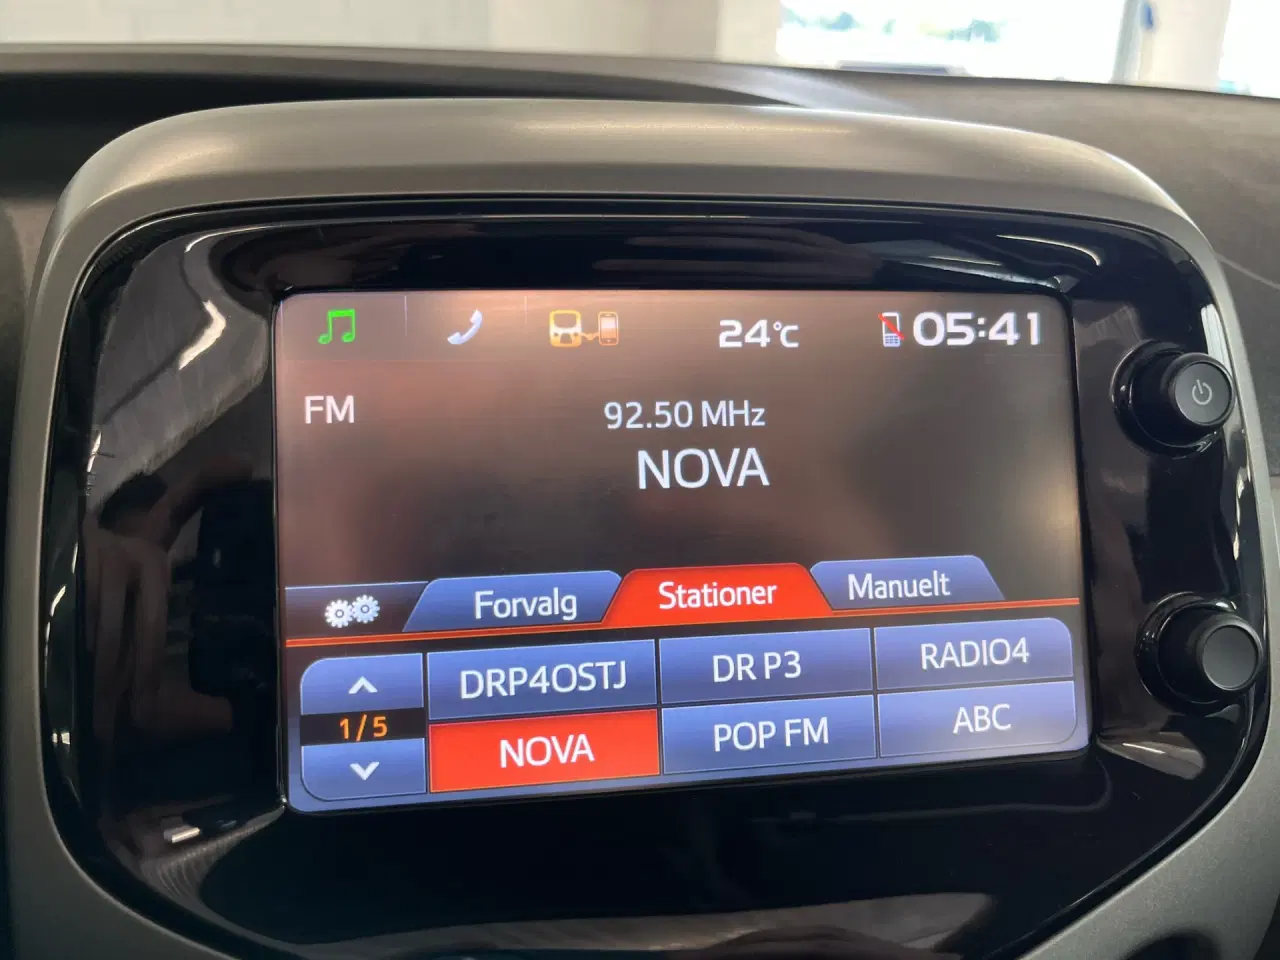 24°C
05:41
FM
92.50 MHz
NOVA
Forvalg
Stationer
Manuelt
1/5
DRP4OSTJ
DR P3
RADIO4
NOVA
POP FM
ABC